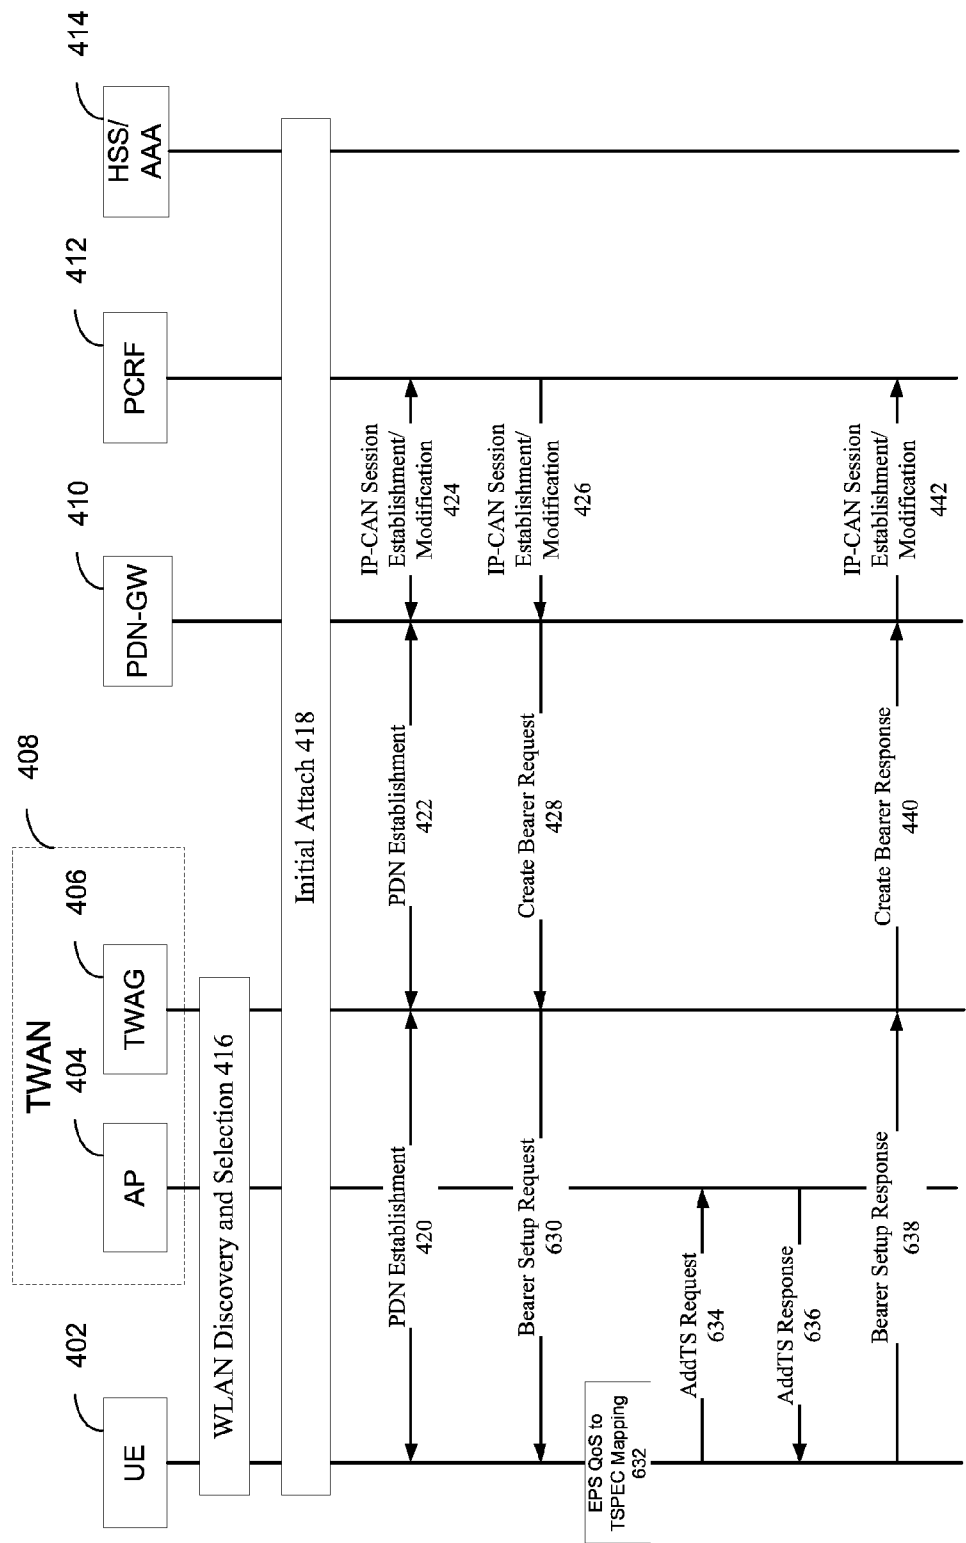 408
TWAN
402
404
406
410
412
414
UE
AP
TWAG
PDN-GW
PCRF
HSS/
AAA
WLAN Discovery and Selection 416
Initial Attach 418
PDN Establishment
420
PDN Establishment
422
IP-CAN Session
Establishment/
Modification
424
Bearer Setup Request
630
Create Bearer Request
428
IP-CAN Session
Establishment/
Modification
426
EPS QoS to
TSPEC Mapping
632
AddTS Request
634
AddTS Response
636
Bearer Setup Response
638
Create Bearer Response
440
IP-CAN Session
Establishment/
Modification
442